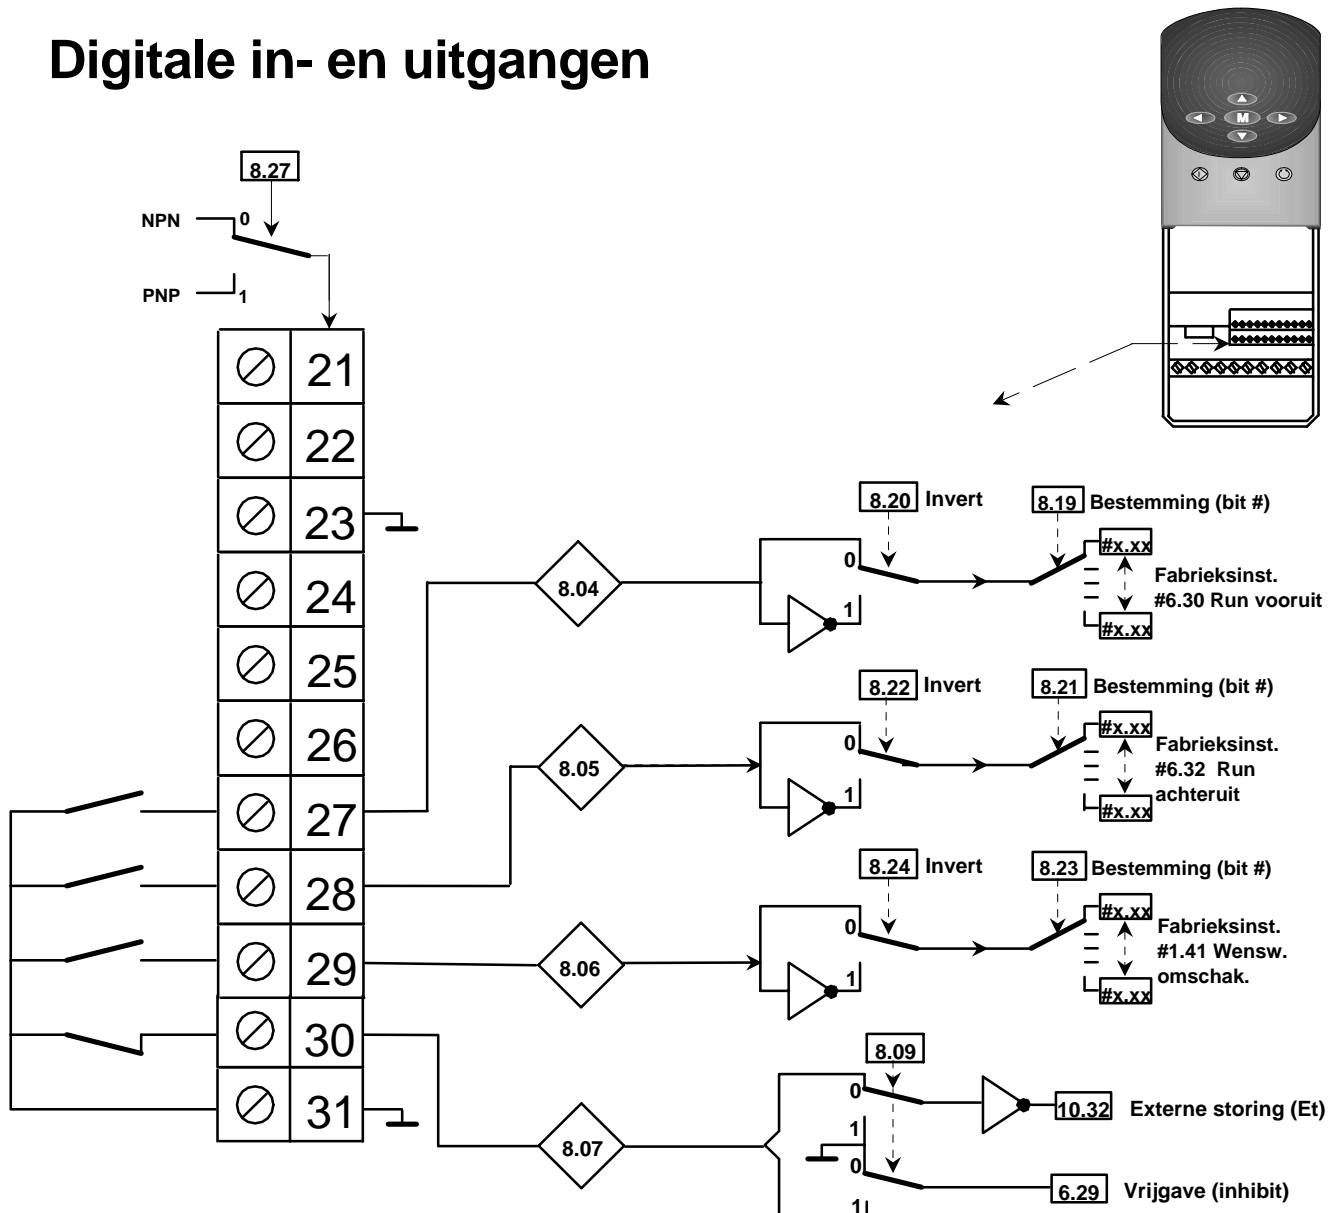 Digitale in- en uitgangen
M
8.27
NPN 0
PNP 1
21
22
23
24
25
26
27
28
29
30
31
8.04
8.20 Invert
8.19 Bestemming (bit #)
0
1
#x.xx
Fabrieksinst.
#6.30 Run vooruit
#x.xx
8.05
8.22 Invert
8.21 Bestemming (bit #)
0
1
#x.xx
Fabrieksinst.
#6.32 Run
achteruit
#x.xx
8.06
8.24 Invert
8.23 Bestemming (bit #)
0
1
#x.xx
Fabrieksinst.
#1.41 Wensw.
omschak.
#x.xx
8.07
8.09
0
1
10.32 Externe storing (Et)
0
1
6.29 Vrijgave (inhibit)